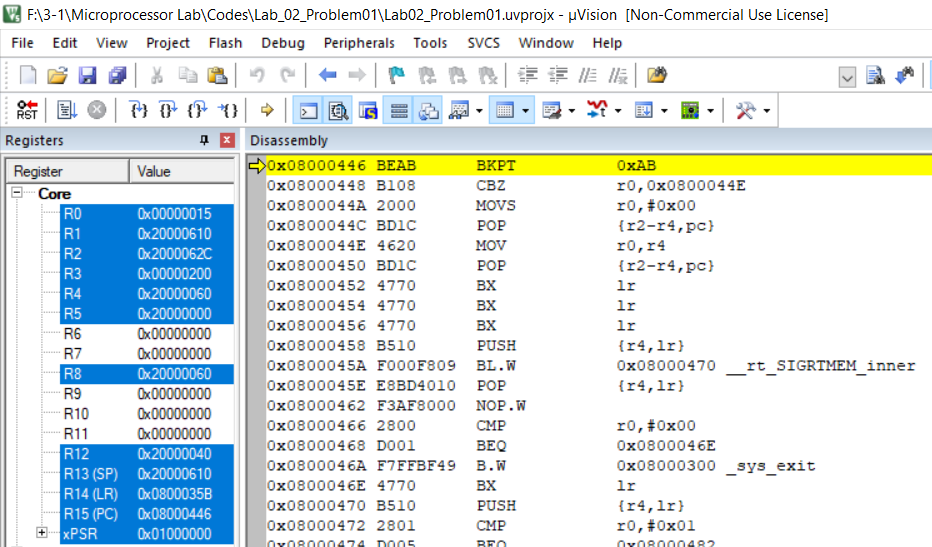 F:\3-1\Microprocessor Lab\Codes\Lab_02_Problem01\Lab02_Problem01.uvprojx - µVision [Non-Commercial Use License]
File Edit View Project Flash Debug Peripherals Tools SVCS Window Help
RST
Registers
Register Value
Core
R0 0x00000015
R1 0x20000610
R2 0x2000062C
R3 0x00000200
R4 0x20000060
R5 0x20000000
R6 0x00000000
R7 0x00000000
R8 0x20000060
R9 0x00000000
R10 0x00000000
R11 0x00000000
R12 0x20000040
R13 (SP) 0x20000610
R14 (LR) 0x0800035B
R15 (PC) 0x08000446
xPSR 0x01000000
Disassembly
0x08000446 BEAB BKPT 0xAB
0x08000448 B108 CBZ r0,0x0800044E
0x0800044A 2000 MOVS r0,#0x00
0x0800044C BD1C POP {r2-r4,pc}
0x0800044E 4620 MOV r0,r4
0x08000450 BD1C POP {r2-r4,pc}
0x08000452 4770 BX lr
0x08000454 4770 BX lr
0x08000456 4770 BX lr
0x08000458 B510 PUSH {r4,lr}
0x0800045A F000F809 BL.W 0x08000470 __rt_SIGRTMEM_inner
0x0800045E E8BD4010 POP {r4,lr}
0x08000462 F3AF8000 NOP.W
0x08000466 2800 CMP r0,#0x00
0x08000468 D001 BEQ 0x0800046E
0x0800046A F7FFBF49 B.W 0x08000300 _sys_exit
0x0800046E 4770 BX lr
0x08000470 B510 PUSH {r4,lr}
0x08000472 2801 CMP r0,#0x01
0x08000474 D005 BEQ 0x08000482